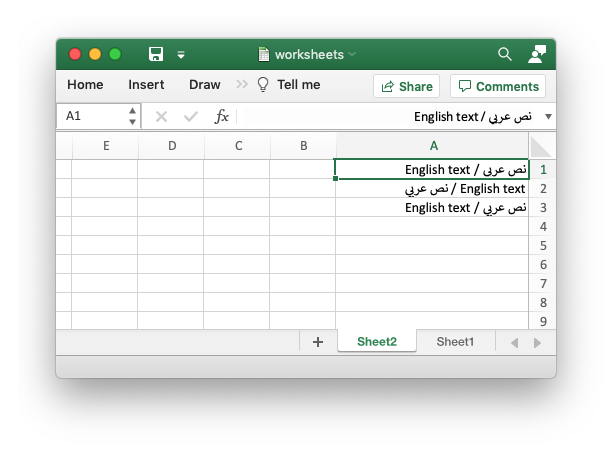 worksheets
Home Insert Draw Tell me Share Comments
A1 fx نص عربي / English text
E D C B A
نص عربي / English text 1
نص عربي / English text 2
نص عربي / English text 3
4
5
6
7
8
9
+ Sheet2 Sheet1